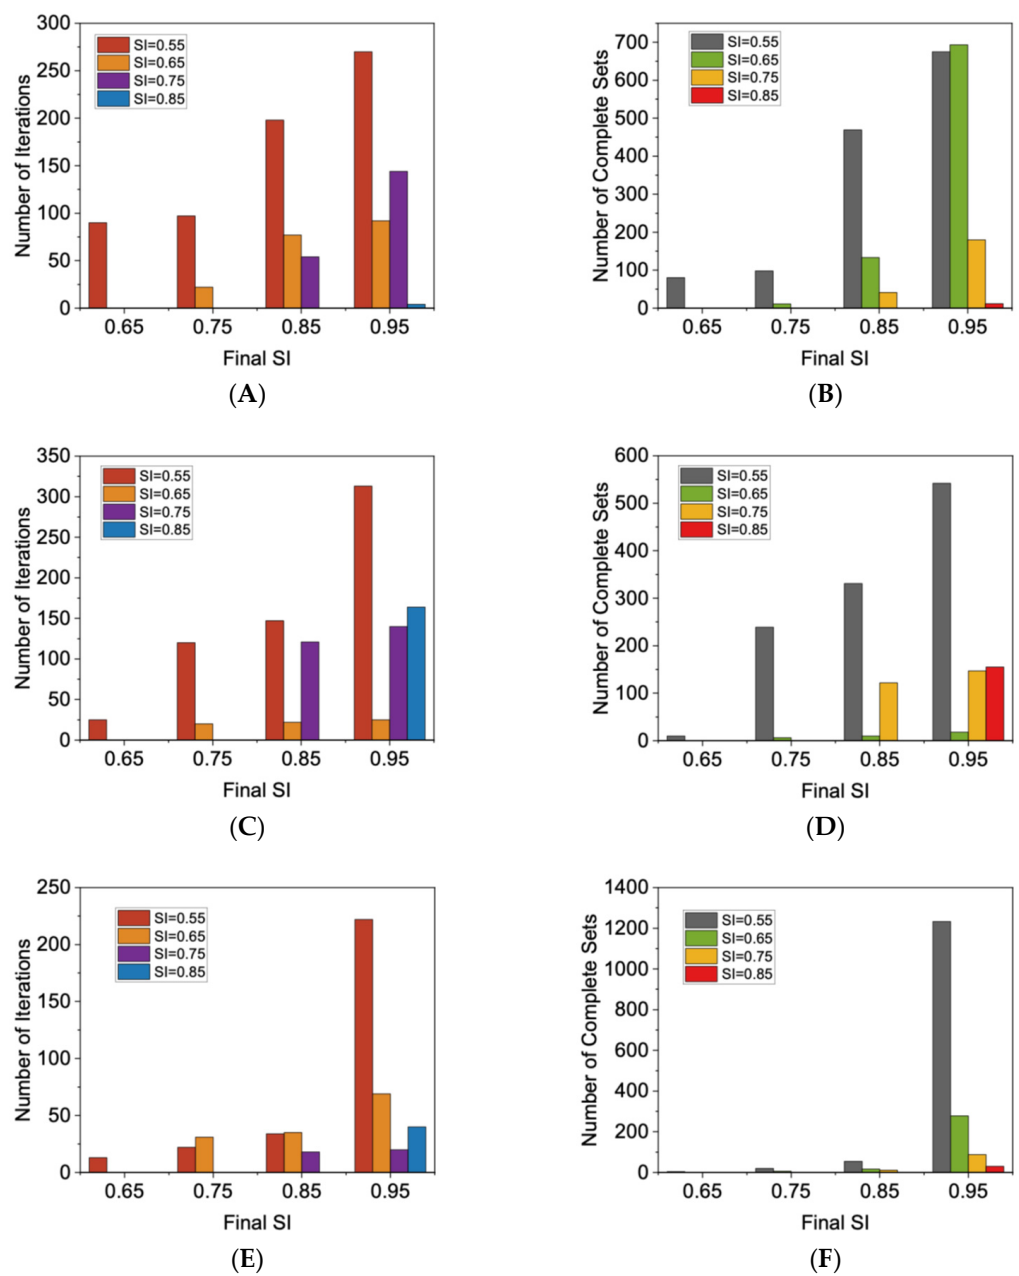 300
250
200
150
100
50
0
Number of Iterations
SI=0.55
SI=0.65
SI=0.75
SI=0.85
0.65 0.75 0.85 0.95
Final SI
(A)
700
600
500
400
300
200
100
0
Number of Complete Sets
SI=0.55
SI=0.65
SI=0.75
SI=0.85
0.65 0.75 0.85 0.95
Final SI
(B)
350
300
250
200
150
100
50
0
Number of Iterations
SI=0.55
SI=0.65
SI=0.75
SI=0.85
0.65 0.75 0.85 0.95
Final SI
(C)
600
500
400
300
200
100
0
Number of Complete Sets
SI=0.55
SI=0.65
SI=0.75
SI=0.85
0.65 0.75 0.85 0.95
Final SI
(D)
250
200
150
100
50
0
Number of Iterations
SI=0.55
SI=0.65
SI=0.75
SI=0.85
0.65 0.75 0.85 0.95
Final SI
(E)
1400
1200
1000
800
600
400
200
0
Number of Complete Sets
SI=0.55
SI=0.65
SI=0.75
SI=0.85
0.65 0.75 0.85 0.95
Final SI
(F)